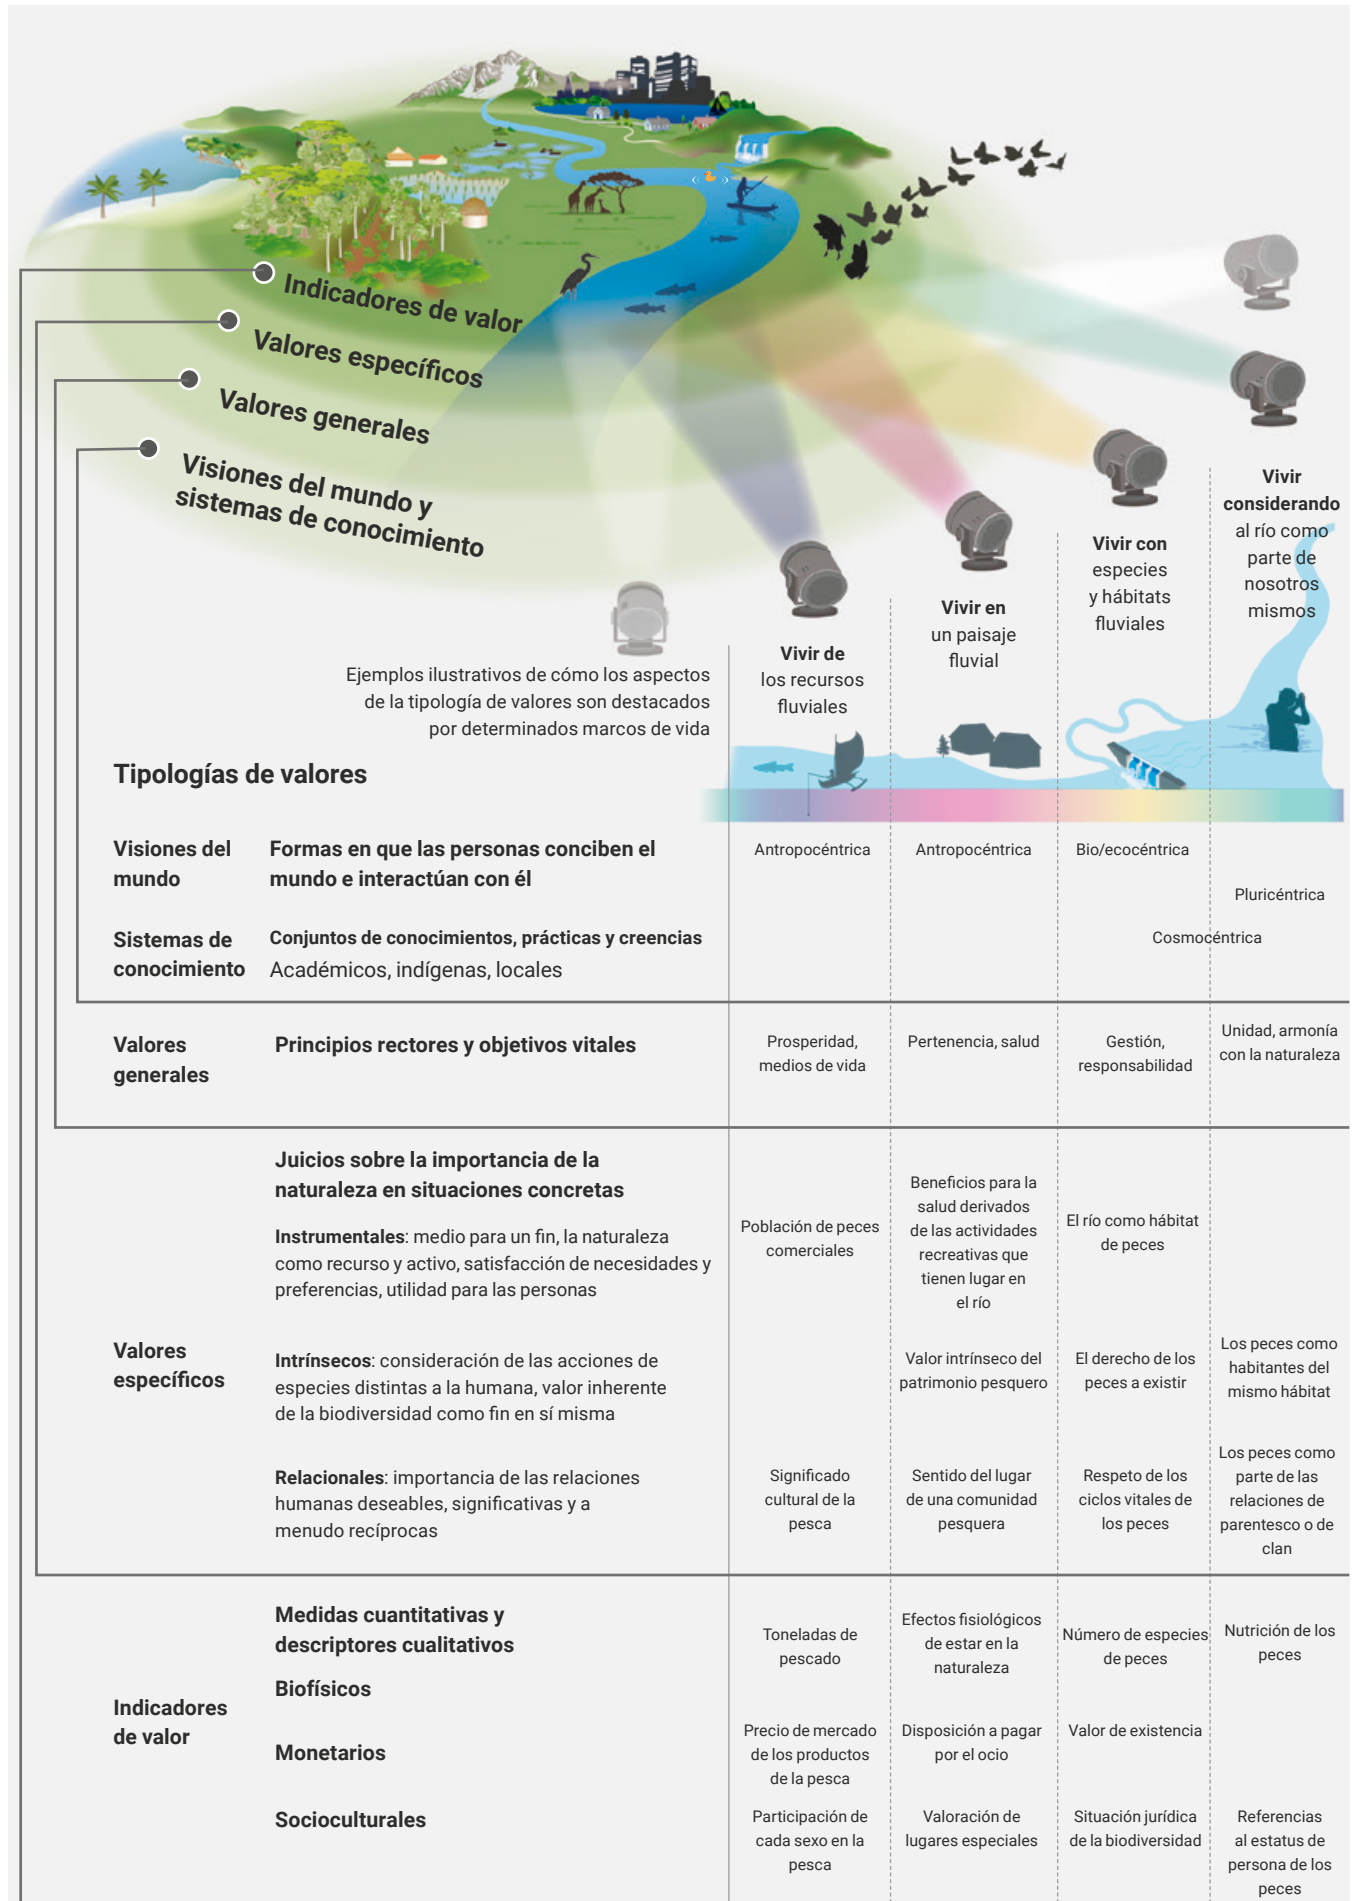 Indicadores de valor
Valores específicos
Valores generales
Visiones del mundo y
sistemas de conocimiento
Vivir
considerando
al río como
parte de
nosotros
mismos
Vivir con
especies
y hábitats
fluviales
Vivir en
un paisaje
fluvial
Vivir de
los recursos
fluviales
Ejemplos ilustrativos de cómo los aspectos
de la tipología de valores son destacados
por determinados marcos de vida
Tipologías de valores
Visiones del
mundo
Formas en que las personas conciben el
mundo e interactúan con él
Antropocéntrica
Antropocéntrica
Bio/ecocéntrica
Pluricéntrica
Sistemas de
conocimiento
Conjuntos de conocimientos, prácticas y creencias
Académicos, indígenas, locales
Cosmocéntrica
Valores
generales
Principios rectores y objetivos vitales
Prosperidad,
medios de vida
Pertenencia, salud
Gestión,
responsabilidad
Unidad, armonía
con la naturaleza
Valores
específicos
Juicios sobre la importancia de la
naturaleza en situaciones concretas
Instrumentales: medio para un fin, la naturaleza
como recurso y activo, satisfacción de necesidades y
preferencias, utilidad para las personas
Población de peces
comerciales
Beneficios para la
salud derivados
de las actividades
recreativas que
tienen lugar en
el río
El río como hábitat
de peces
Intrínsecos: consideración de las acciones de
especies distintas a la humana, valor inherente
de la biodiversidad como fin en sí misma
Valor intrínseco del
patrimonio pesquero
El derecho de los
peces a existir
Los peces como
habitantes del
mismo hábitat
Relacionales: importancia de las relaciones
humanas deseables, significativas y a
menudo recíprocas
Significado
cultural de la
pesca
Sentido del lugar
de una comunidad
pesquera
Respeto de los
ciclos vitales de
los peces
Los peces como
parte de las
relaciones de
parentesco o de
clan
Indicadores
de valor
Medidas cuantitativas y
descriptores cualitativos
Biofísicos
Toneladas de
pescado
Efectos fisiológicos
de estar en la
naturaleza
Número de especies
de peces
Nutrición de los
peces
Monetarios
Precio de mercado
de los productos
de la pesca
Disposición a pagar
por el ocio
Valor de existencia
Socioculturales
Participación de
cada sexo en la
pesca
Valoración de
lugares especiales
Situación jurídica
de la biodiversidad
Referencias
al estatus de
persona de los
peces